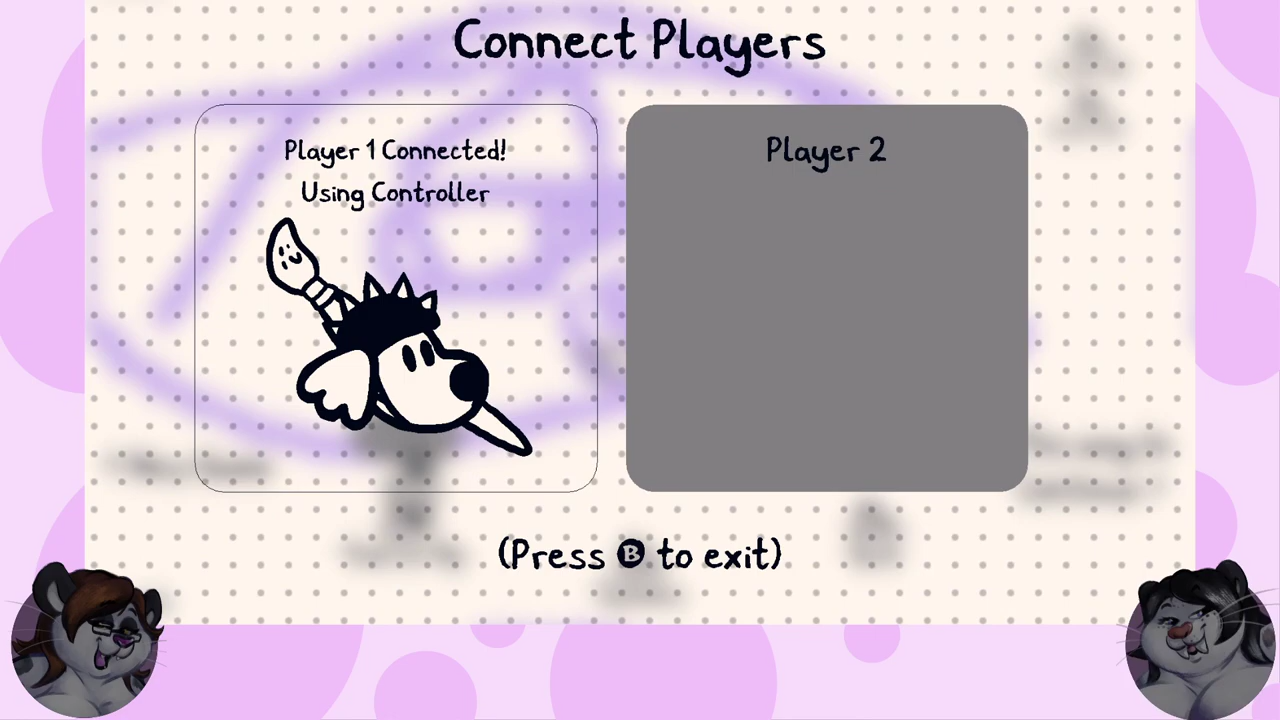 Connect Players
Player 1 Connected!
Using Controller
Player 2
(Press B to exit)